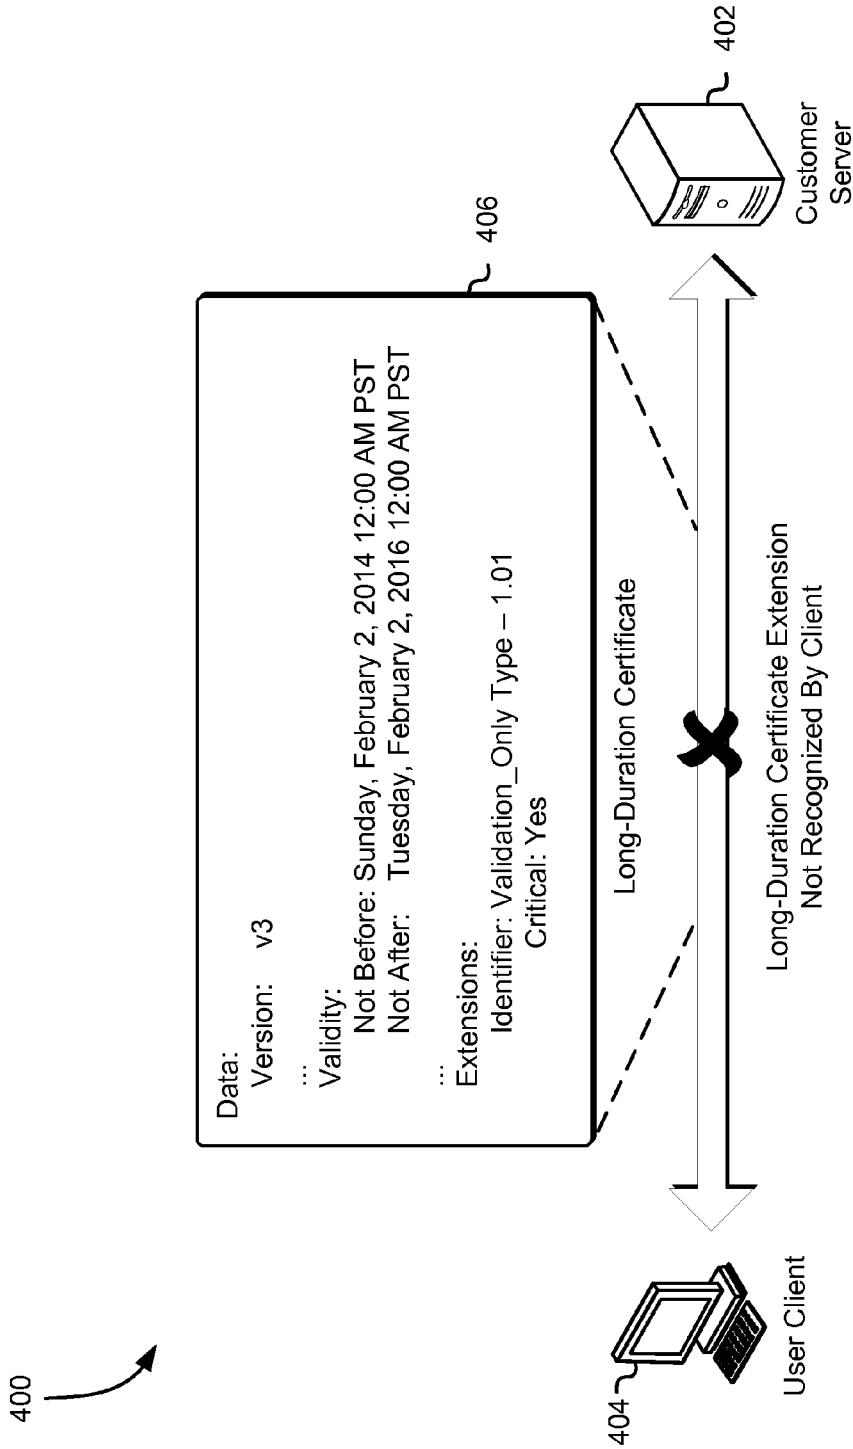 400
Data:
Version: v3
...
Validity:
Not Before: Sunday, February 2, 2014 12:00 AM PST
Not After: Tuesday, February 2, 2016 12:00 AM PST
...
Extensions:
Identifier: Validation_Only Type – 1.01
Critical: Yes
406
Long-Duration Certificate
404
402
User Client
Long-Duration Certificate Extension
Not Recognized By Client
Customer
Server